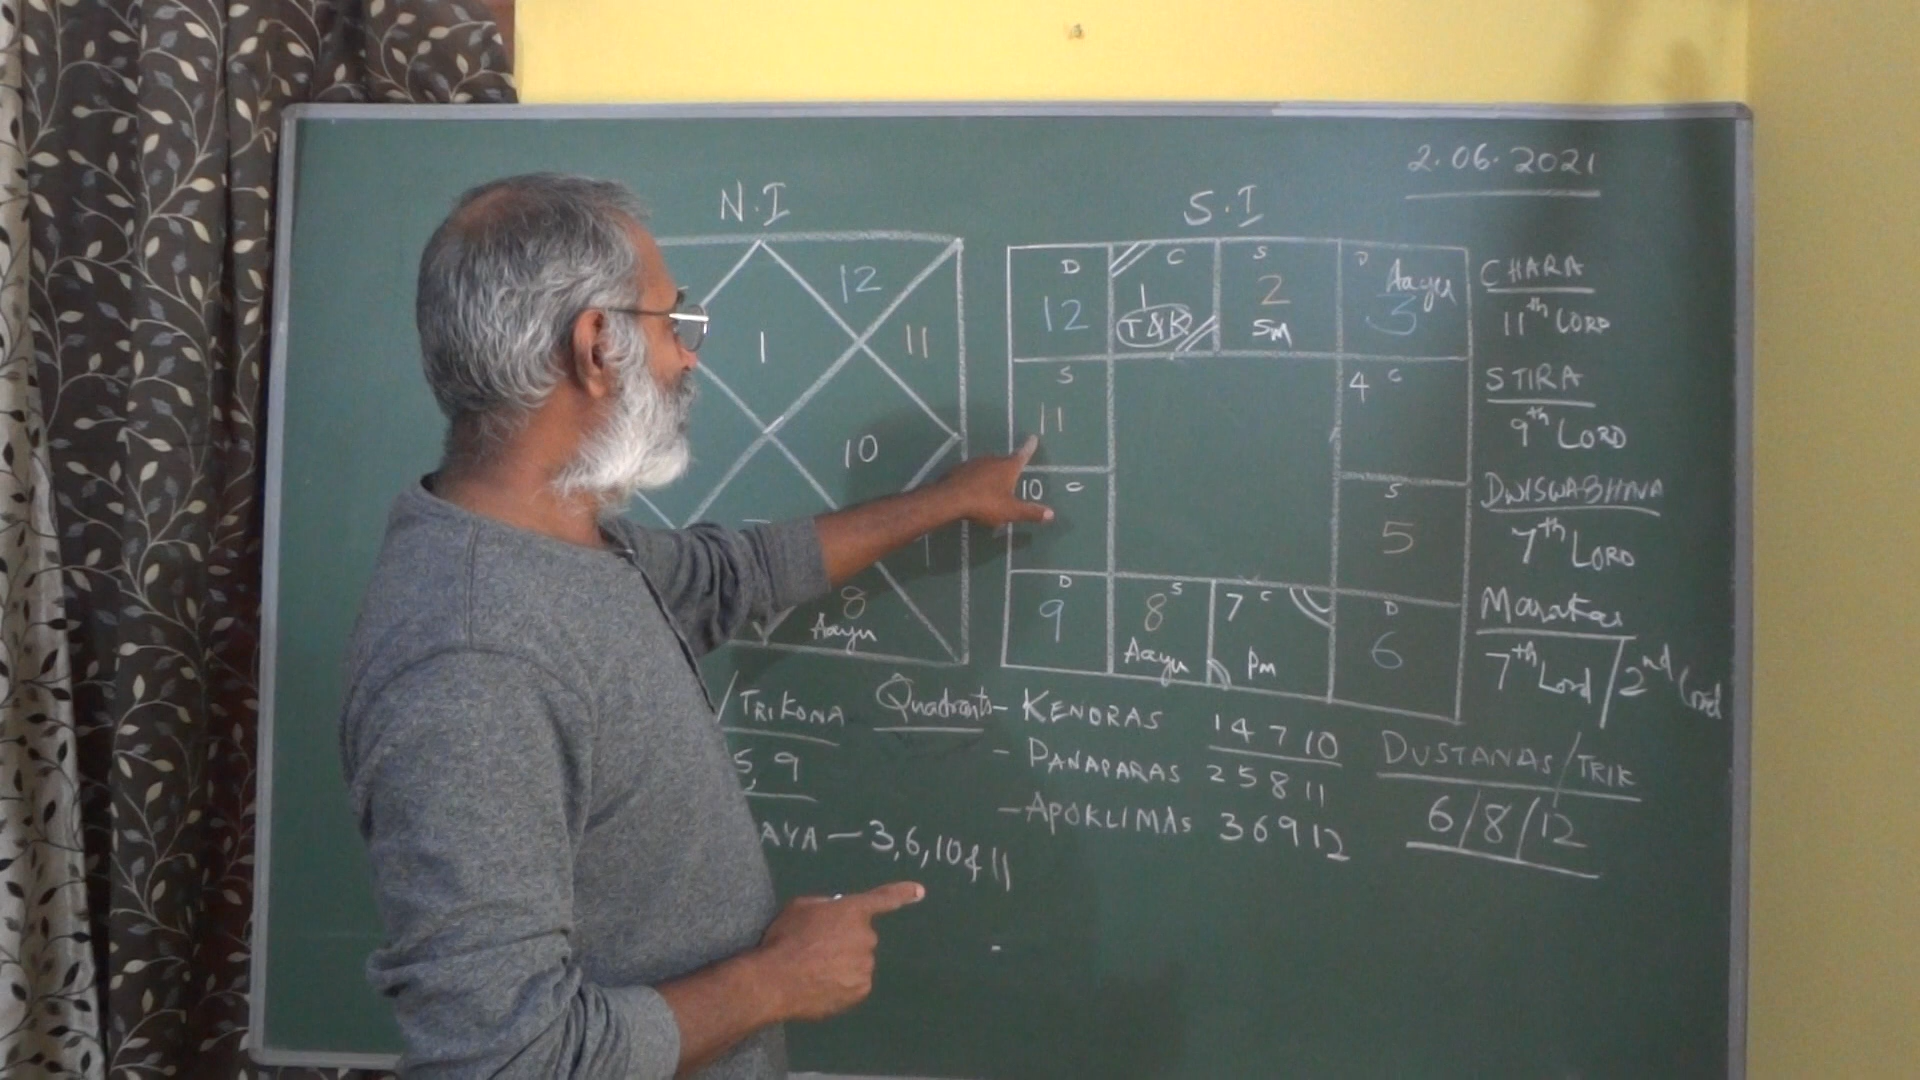 2.06.2021
N.I
12
11
1
10
8
Aayu
S.I
D
12
C
1
T&K
S
2
Sm
D
Aayu
3
S
11
4 C
10 C
S
5
D
9
S
8
Aayu
7 C
Pm
D
6
CHARA
11th LORD
STIRA
9th LORD
DWISWABHAVA
7th LORD
Marakas
7th Lord / 2nd Lord
/ TRIKONA
5, 9
AYA – 3,6,10 & 11
Quadrants – KENDRAS 1 4 7 10
– PANAPARAS 2 5 8 11
– APOKLIMAS 3 6 9 12
DUSTANAS / TRIK
6/8/12